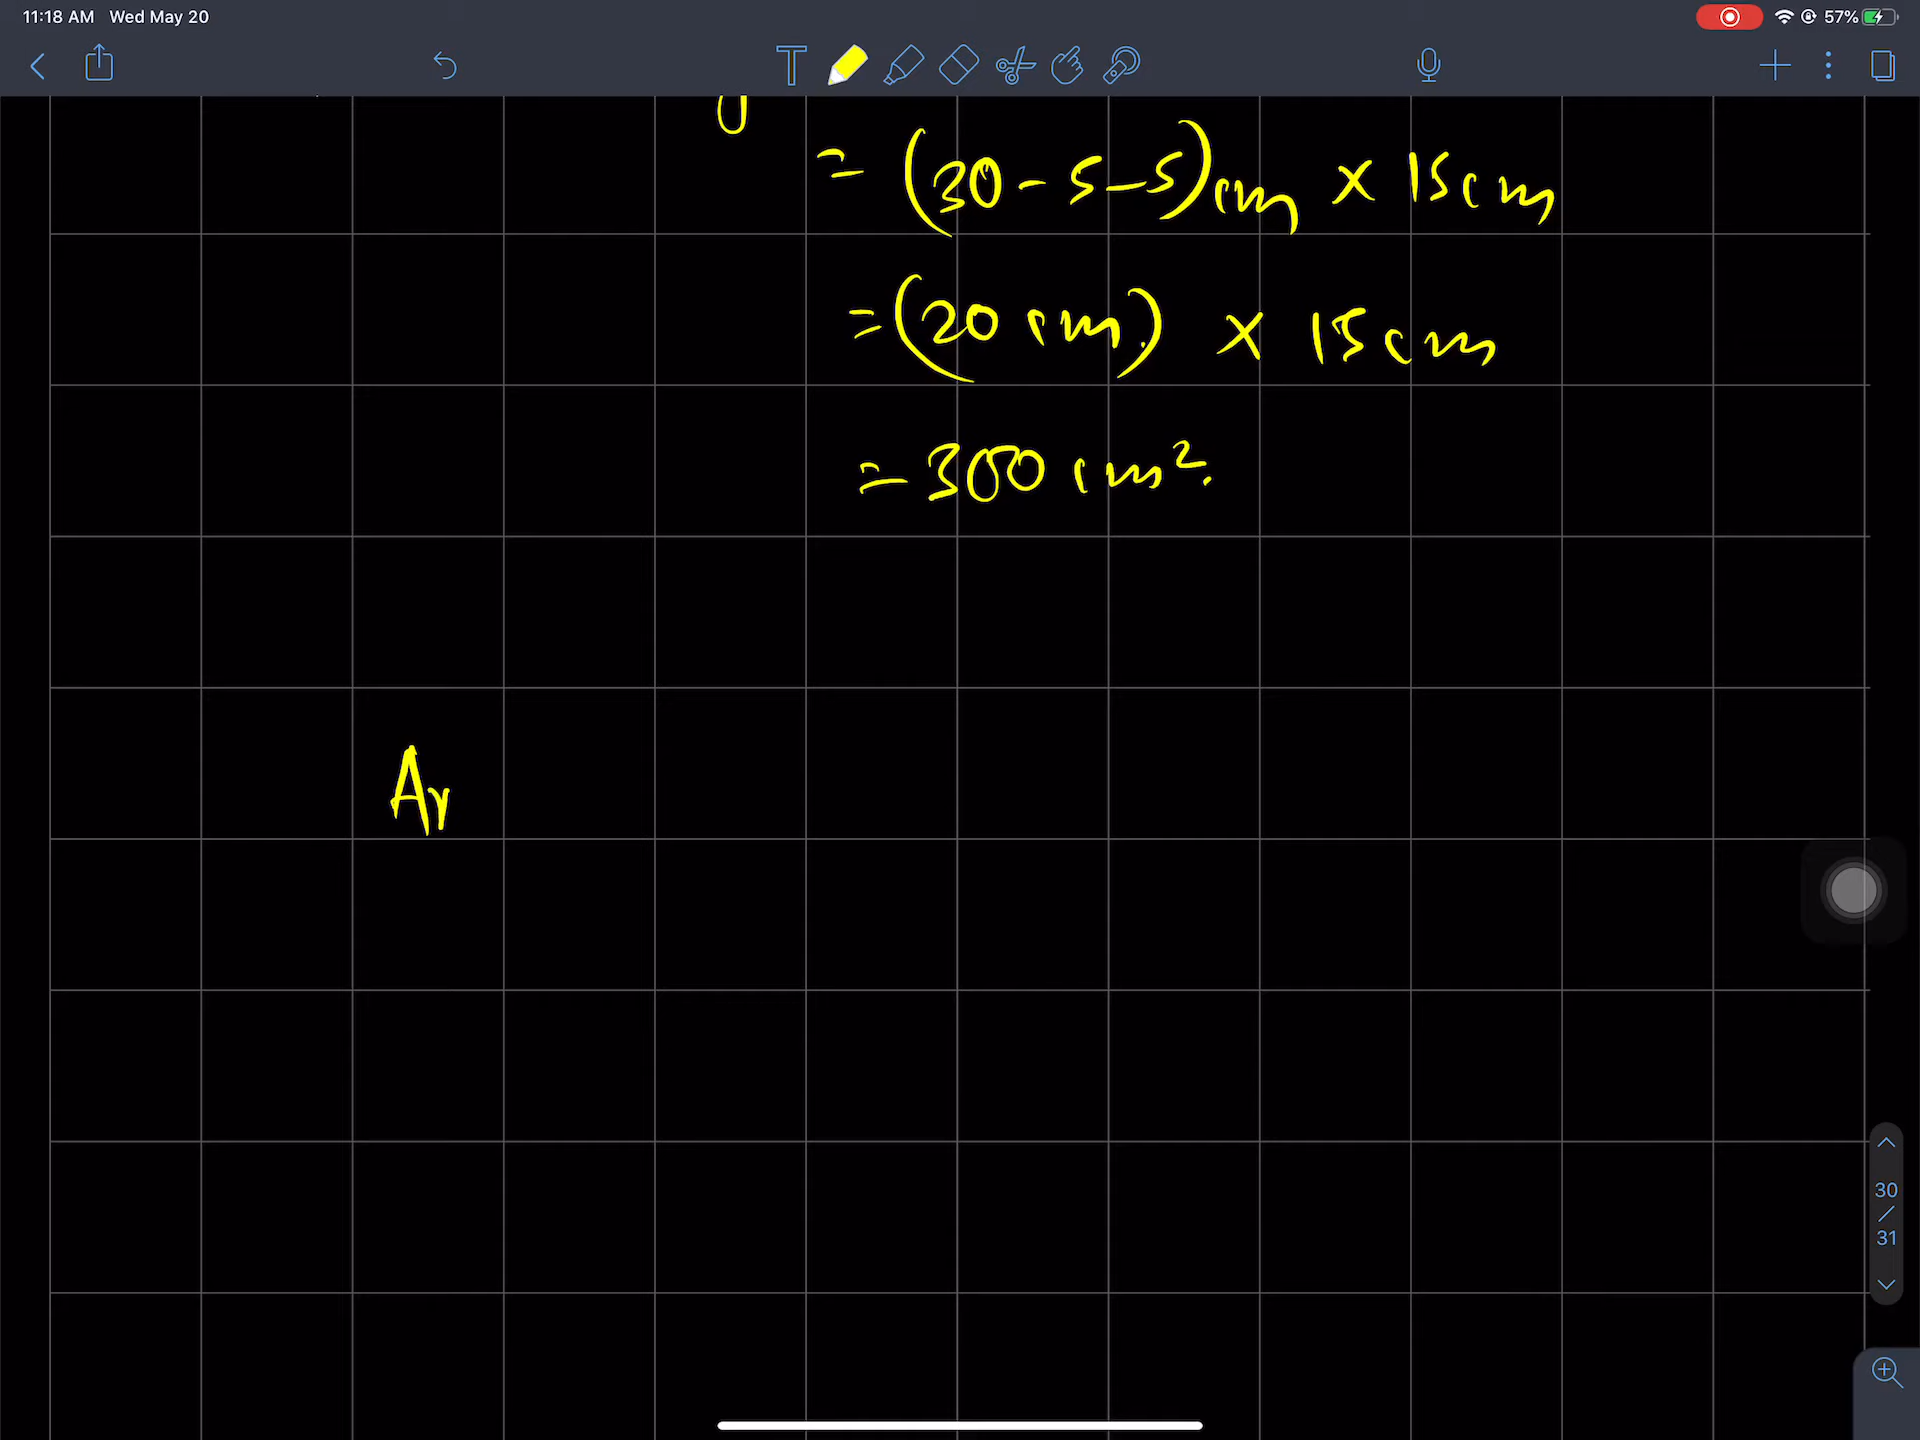 11:18 AM Wed May 20
57%
T
= (30 - 5 - 5) cm × 15 cm
= (20 cm) × 15 cm
= 300 cm².
Ar
30
/
31